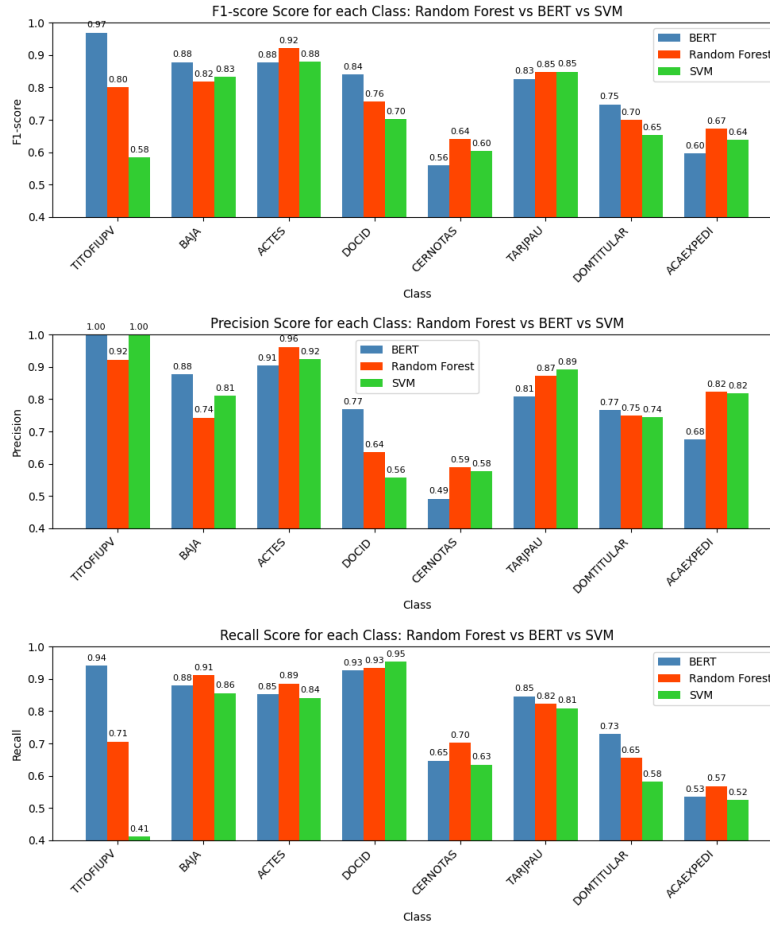 F1-score Score for each Class: Random Forest vs BERT vs SVM
F1-score
1.0
0.9
0.8
0.7
0.6
0.5
0.4
0.97 0.80 0.58
0.88 0.82 0.83
0.88 0.92 0.88
0.84 0.76 0.70
0.56 0.64 0.60
0.83 0.85 0.85
0.75 0.70 0.65
0.60 0.67 0.64
BERT
Random Forest
SVM
TITOFIUPV BAJA ACTES DOCID CERNOTAS TARJPAU DOMTITULAR ACAEXPEDI
Class
Precision Score for each Class: Random Forest vs BERT vs SVM
Precision
1.0
0.9
0.8
0.7
0.6
0.5
0.4
1.00 0.92 1.00
0.88 0.74 0.81
0.91 0.96 0.92
0.77 0.64 0.56
0.49 0.59 0.58
0.81 0.87 0.89
0.77 0.75 0.74
0.68 0.82 0.82
BERT
Random Forest
SVM
TITOFIUPV BAJA ACTES DOCID CERNOTAS TARJPAU DOMTITULAR ACAEXPEDI
Class
Recall Score for each Class: Random Forest vs BERT vs SVM
Recall
1.0
0.9
0.8
0.7
0.6
0.5
0.4
0.94 0.71 0.41
0.88 0.91 0.86
0.85 0.89 0.84
0.93 0.93 0.95
0.65 0.70 0.63
0.85 0.82 0.81
0.73 0.65 0.58
0.53 0.57 0.52
BERT
Random Forest
SVM
TITOFIUPV BAJA ACTES DOCID CERNOTAS TARJPAU DOMTITULAR ACAEXPEDI
Class